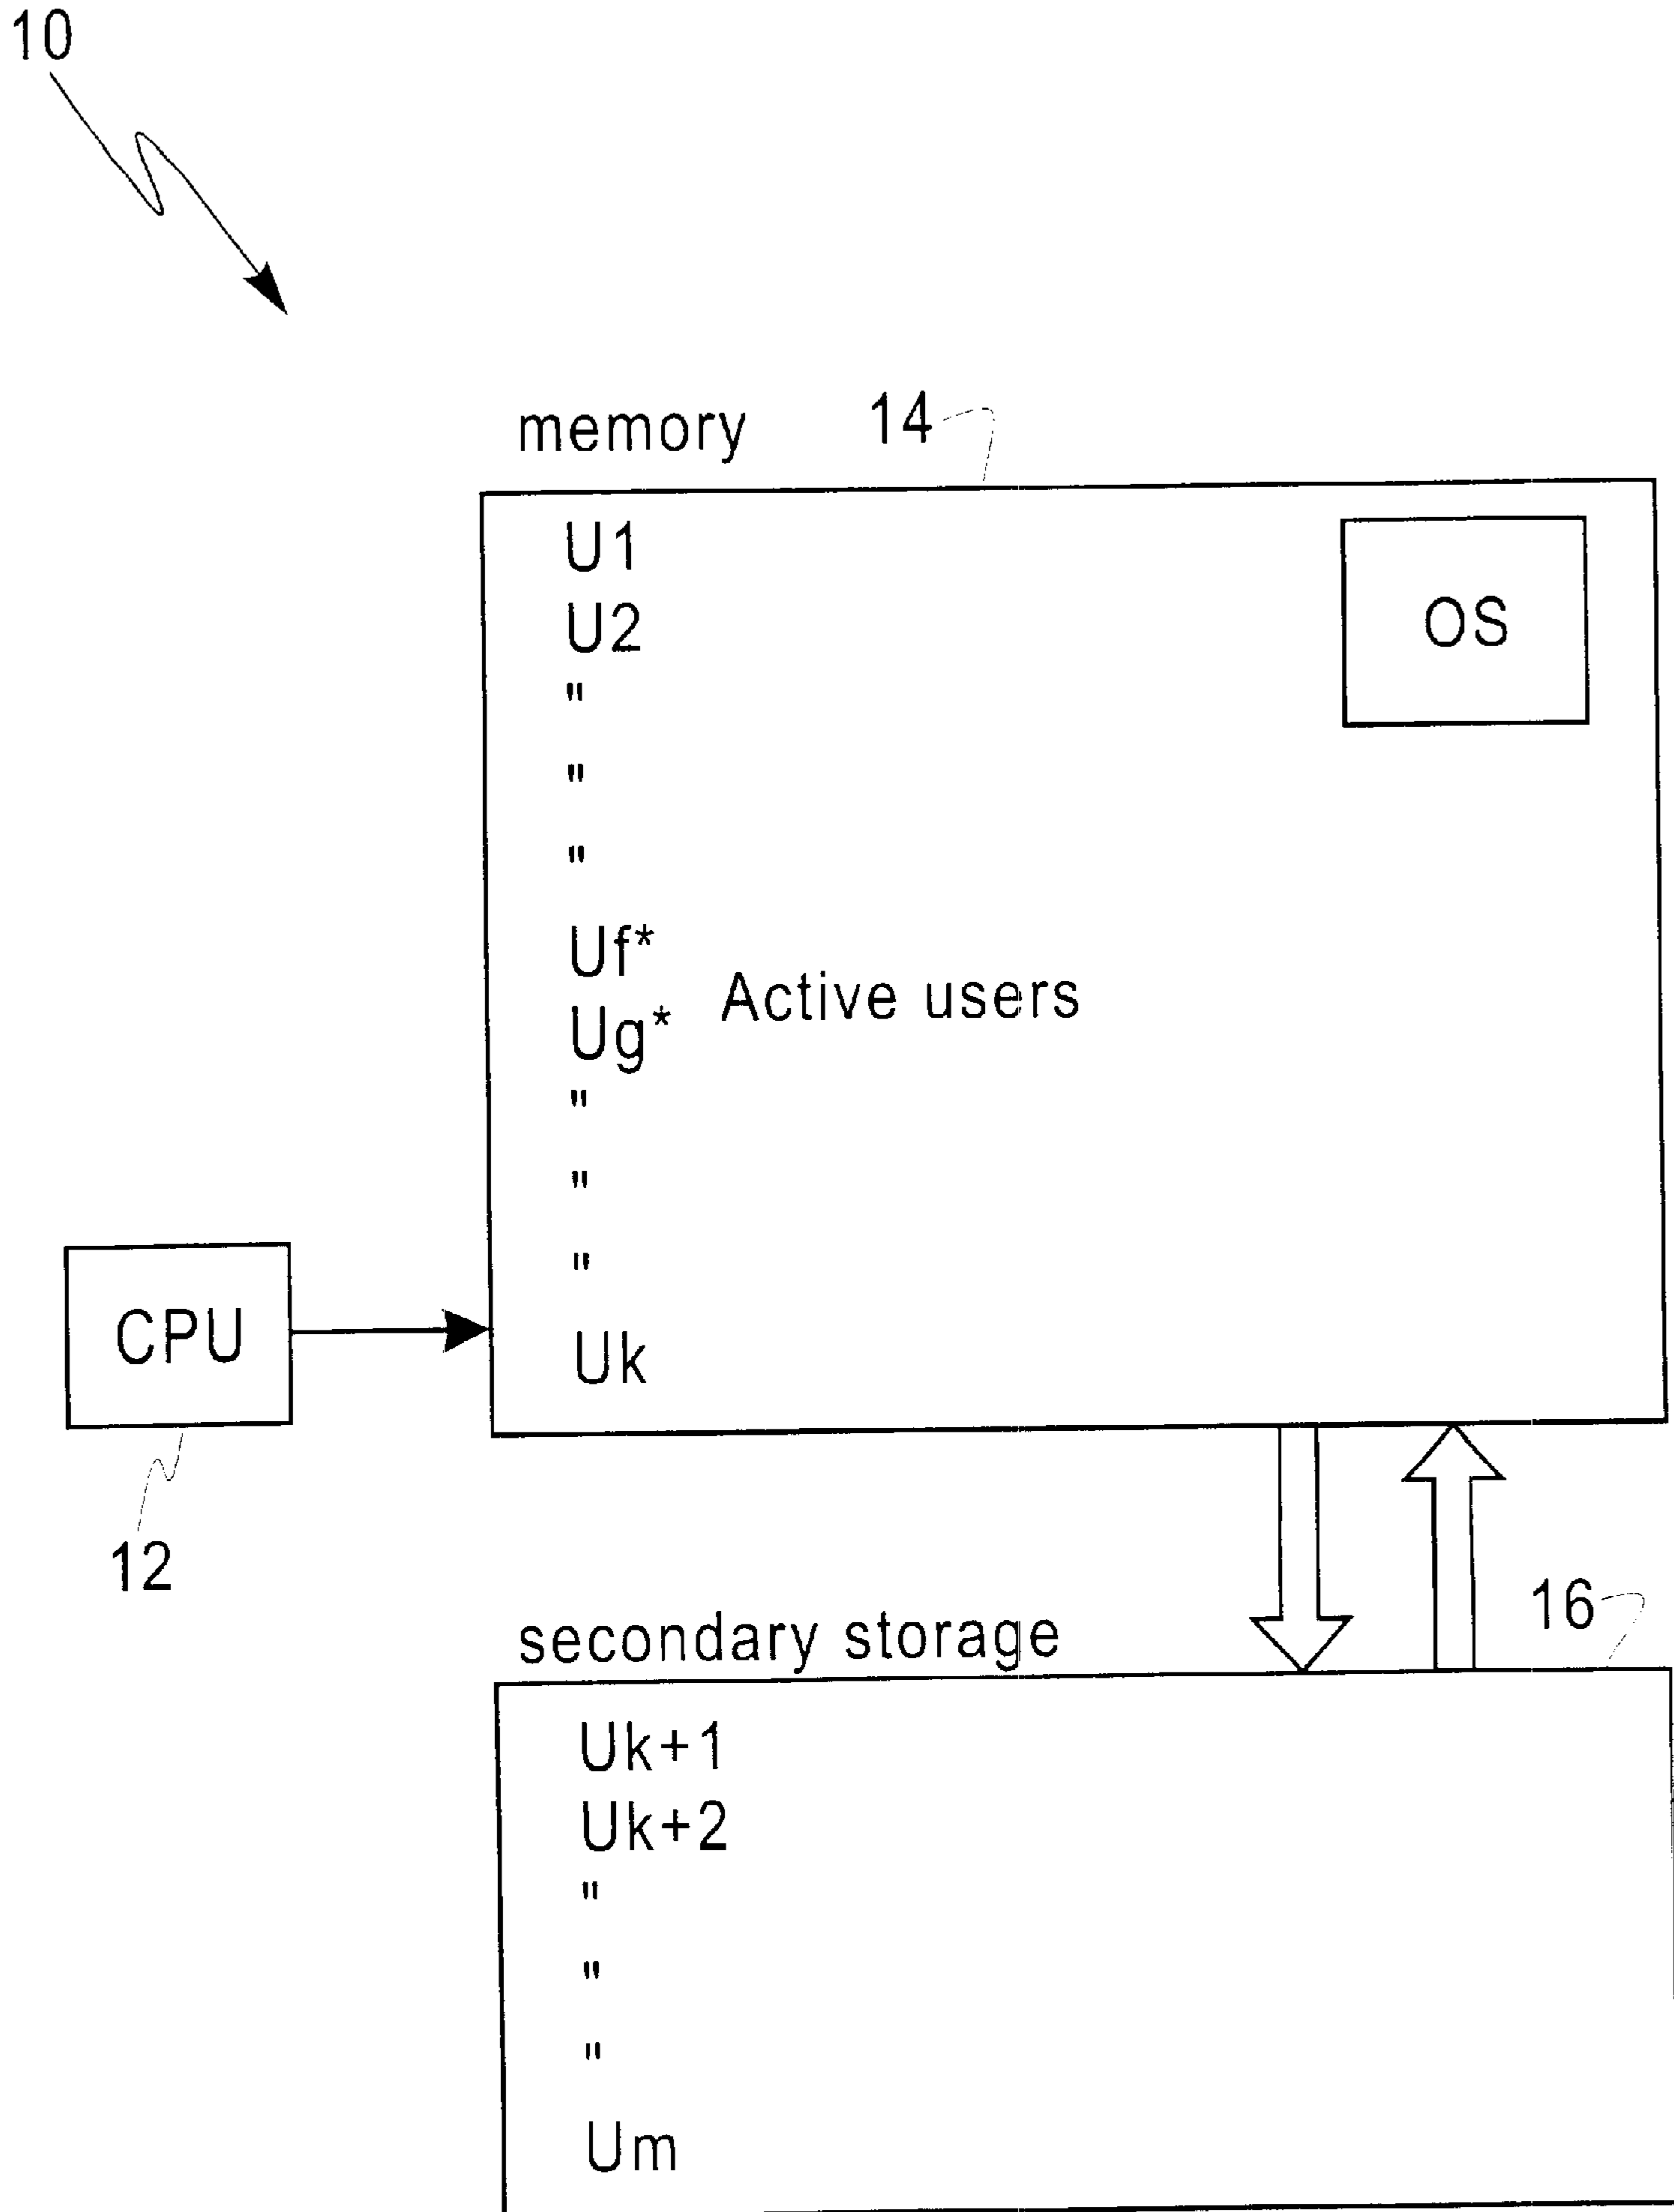 10
memory 14
U1
OS
U2
"
"
"
Uf*
Active users
Ug*
"
"
"
CPU
Uk
12
16
secondary storage
Uk+1
Uk+2
"
"
"
Um